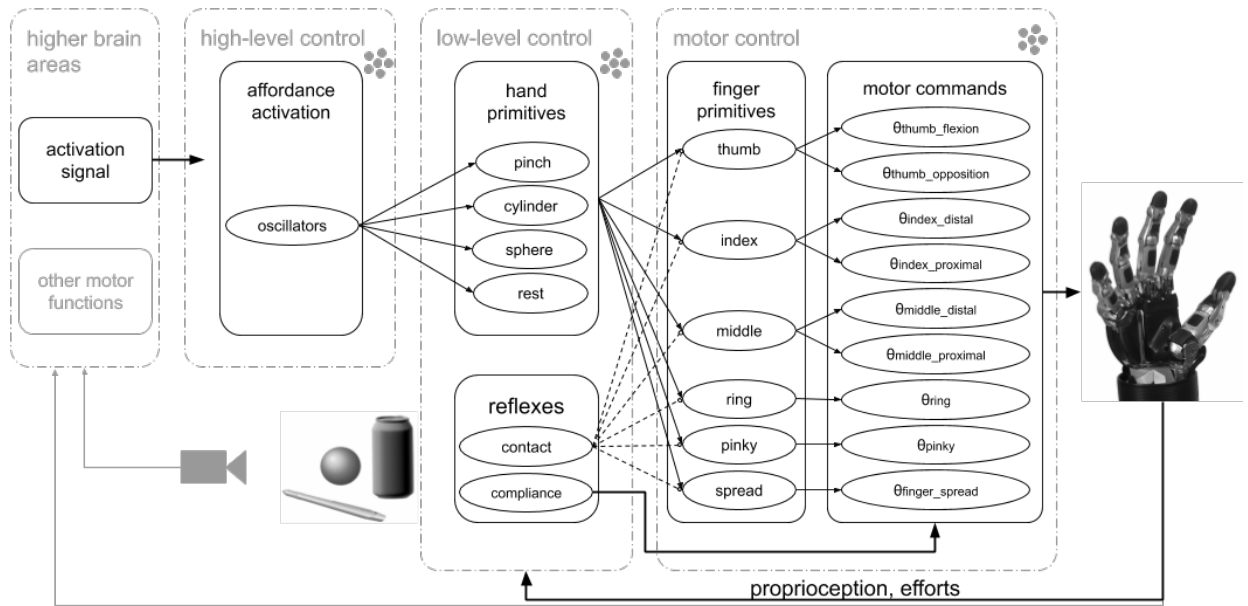 higher brain
areas
activation
signal
other motor
functions
high-level control
affordance
activation
oscillators
low-level control
hand
primitives
pinch
cylinder
sphere
rest
reflexes
contact
compliance
motor control
finger
primitives
thumb
index
middle
ring
pinky
spread
motor commands
θthumb_flexion
θthumb_opposition
θindex_distal
θindex_proximal
θmiddle_distal
θmiddle_proximal
θring
θpinky
θfinger_spread
proprioception, efforts